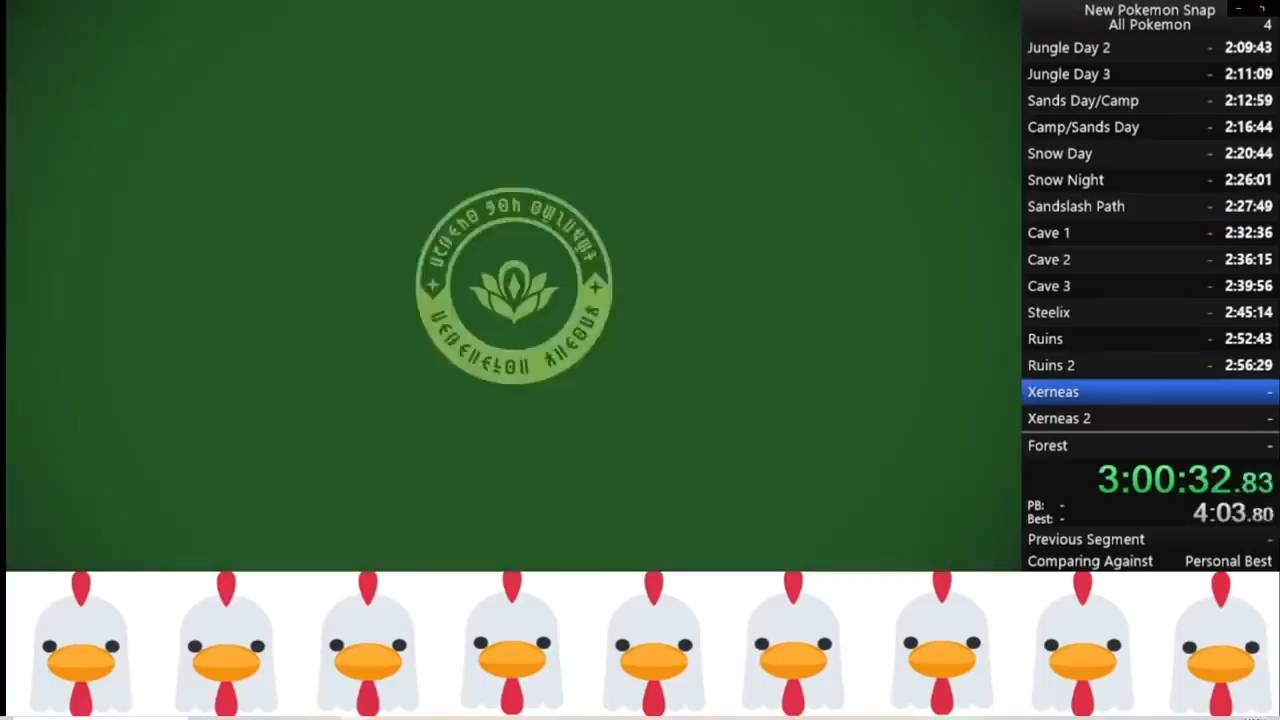 New Pokemon Snap
All Pokemon 4
Jungle Day 2 - 2:09:43
Jungle Day 3 - 2:11:09
Sands Day/Camp - 2:12:59
Camp/Sands Day - 2:16:44
Snow Day - 2:20:44
Snow Night - 2:26:01
Sandslash Path - 2:27:49
Cave 1 - 2:32:36
Cave 2 - 2:36:15
Cave 3 - 2:39:56
Steelix - 2:45:14
Ruins - 2:52:43
Ruins 2 - 2:56:29
Xerneas -
Xerneas 2 -
Forest -
3:00:32.83
PB: -
Best: - 4:03.80
Previous Segment -
Comparing Against Personal Best